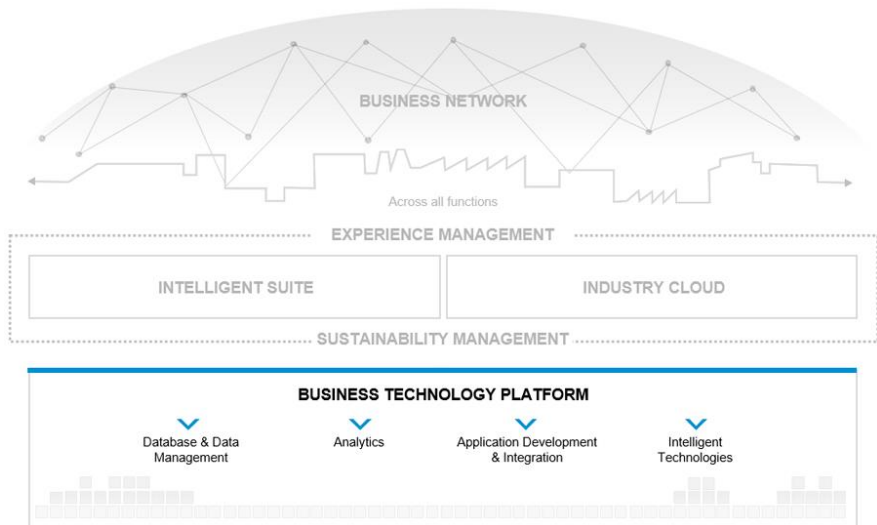 BUSINESS NETWORK
Across all functions
EXPERIENCE MANAGEMENT
INTELLIGENT SUITE
INDUSTRY CLOUD
SUSTAINABILITY MANAGEMENT
BUSINESS TECHNOLOGY PLATFORM
Database & Data
Management
Analytics
Application Development
& Integration
Intelligent
Technologies